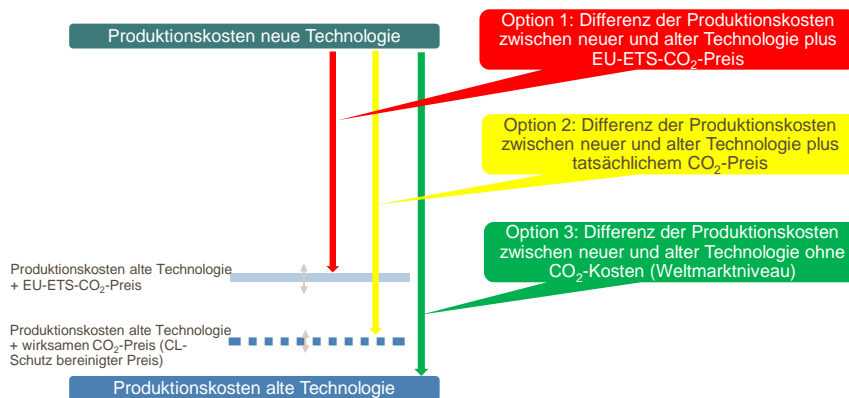 Produktionskosten neue Technologie
Option 1: Differenz der Produktionskosten
zwischen neuer und alter Technologie plus
EU-ETS-CO₂-Preis
Option 2: Differenz der Produktionskosten
zwischen neuer und alter Technologie plus
tatsächlichem CO₂-Preis
Option 3: Differenz der Produktionskosten
zwischen neuer und alter Technologie ohne
CO₂-Kosten (Weltmarktniveau)
Produktionskosten alte Technologie
+ EU-ETS-CO₂-Preis
Produktionskosten alte Technologie
+ wirksamen CO₂-Preis (CL-
Schutz bereinigter Preis)
Produktionskosten alte Technologie